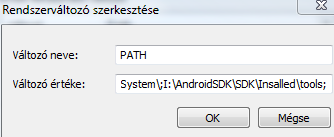 Rendszerváltozó szerkesztése
Változó neve: PATH
Változó értéke: System\;I:\AndroidSDK\SDK\Insalled\tools;
OK Mégse